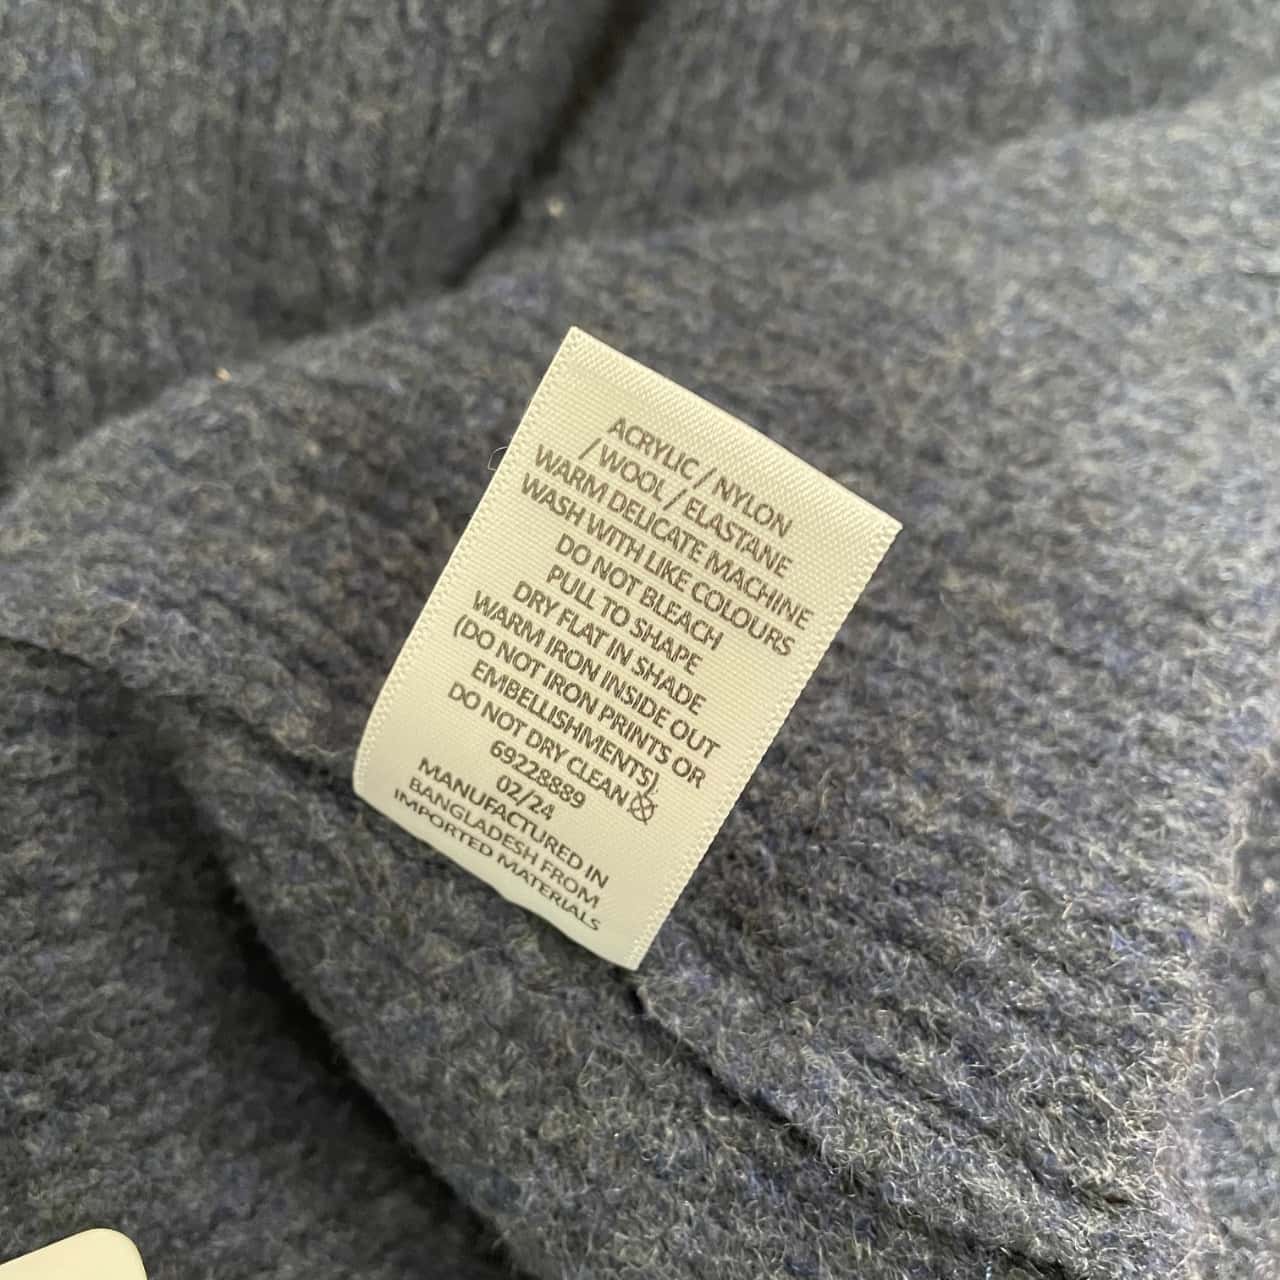 ACRYLIC / NYLON
/ WOOL / ELASTANE
WARM DELICATE MACHINE
WASH WITH LIKE COLOURS
DO NOT BLEACH
PULL TO SHAPE
DRY FLAT IN SHADE
WARM IRON INSIDE OUT
(DO NOT IRON PRINTS OR
EMBELLISHMENTS)
DO NOT DRY CLEAN
69228889
02/24
MANUFACTURED IN
BANGLADESH FROM
IMPORTED MATERIALS